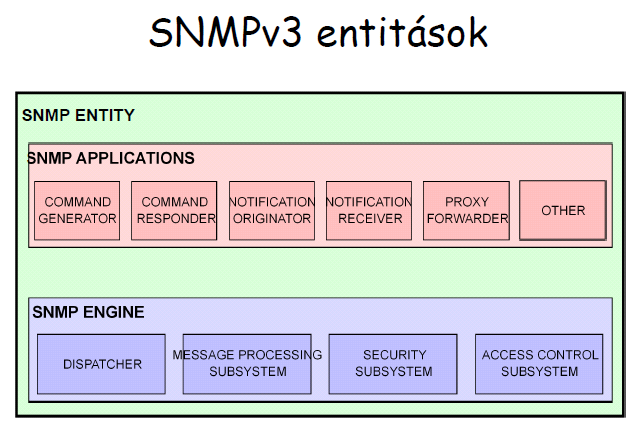 SNMPv3 entitások
SNMP ENTITY
SNMP APPLICATIONS
COMMAND
GENERATOR
COMMAND
RESPONDER
NOTIFICATION
ORIGINATOR
NOTIFICATION
RECEIVER
PROXY
FORWARDER
OTHER
SNMP ENGINE
DISPATCHER
MESSAGE PROCESSING
SUBSYSTEM
SECURITY
SUBSYSTEM
ACCESS CONTROL
SUBSYSTEM